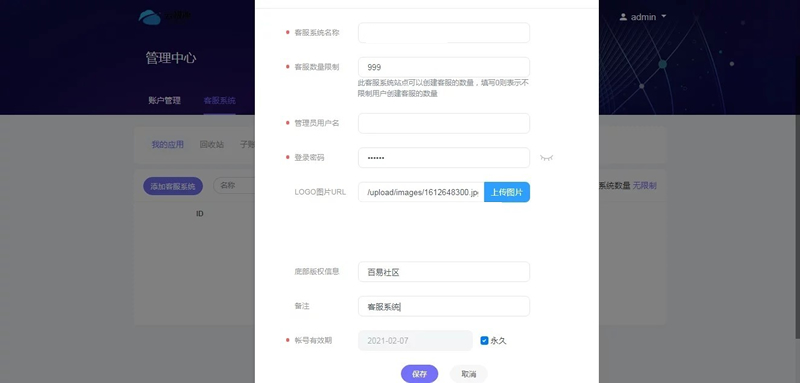 admin
管理中心
账户管理
客服系统
我的应用
回收站
子账
添加客服系统
名称
系统数量 无限制
ID
* 客服系统名称
* 客服数量限制
999
此客服系统站点可以创建客服的数量，填写0则表示不
限制用户创建客服的数量
* 管理员用户名
* 登录密码
••••••
LOGO图片URL
/upload/images/1612648300.jp
上传图片
底部版权信息
百易社区
备注
客服系统
* 帐号有效期
2021-02-07
永久
保存
取消